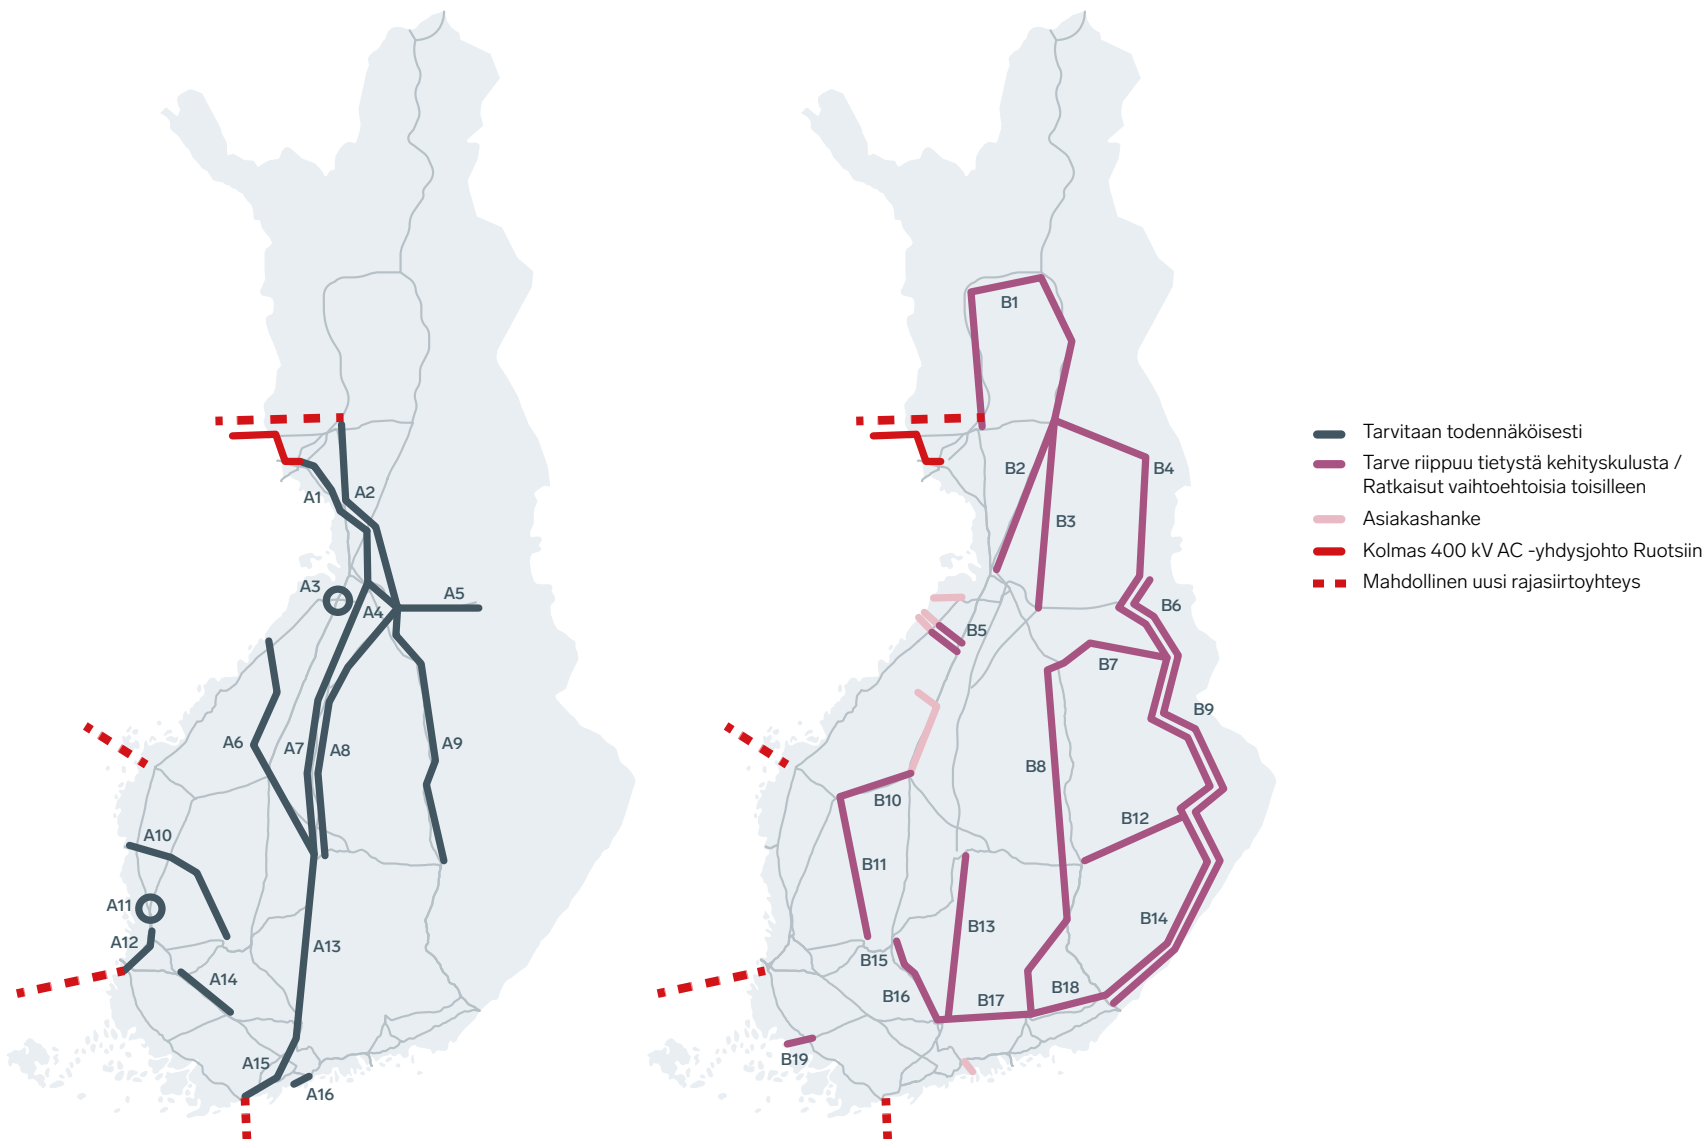 A1
A2
A3
A4
A5
A6
A7
A8
A9
A10
A11
A12
A13
A14
A15
A16
B1
B2
B3
B4
B5
B6
B7
B8
B9
B10
B11
B12
B13
B14
B15
B16
B17
B18
B19
Tarvitaan todennäköisesti
Tarve riippuu tietystä kehityskulusta /
Ratkaisut vaihtoehtoisia toisilleen
Asiakashanke
Kolmas 400 kV AC -yhdysjohto Ruotsiin
Mahdollinen uusi rajasiirtoyhteys